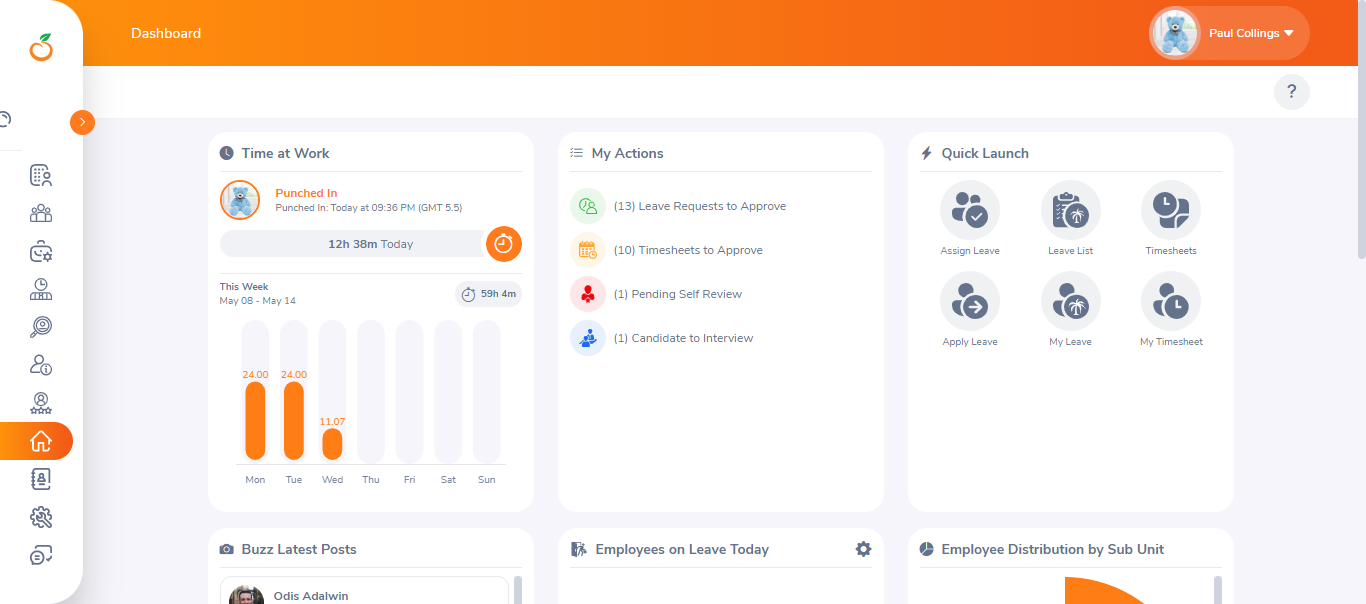 Dashboard
Paul Collings
?
Time at Work
Punched In
Punched In: Today at 09:36 PM (GMT 5.5)
12h 38m Today
This Week
May 08 - May 14
59h 4m
24.00 24.00
11.07
Mon Tue Wed Thu Fri Sat Sun
My Actions
(13) Leave Requests to Approve
(10) Timesheets to Approve
(1) Pending Self Review
(1) Candidate to Interview
Quick Launch
Assign Leave Leave List Timesheets
Apply Leave My Leave My Timesheet
Buzz Latest Posts
Odis Adalwin
Employees on Leave Today
Employee Distribution by Sub Unit